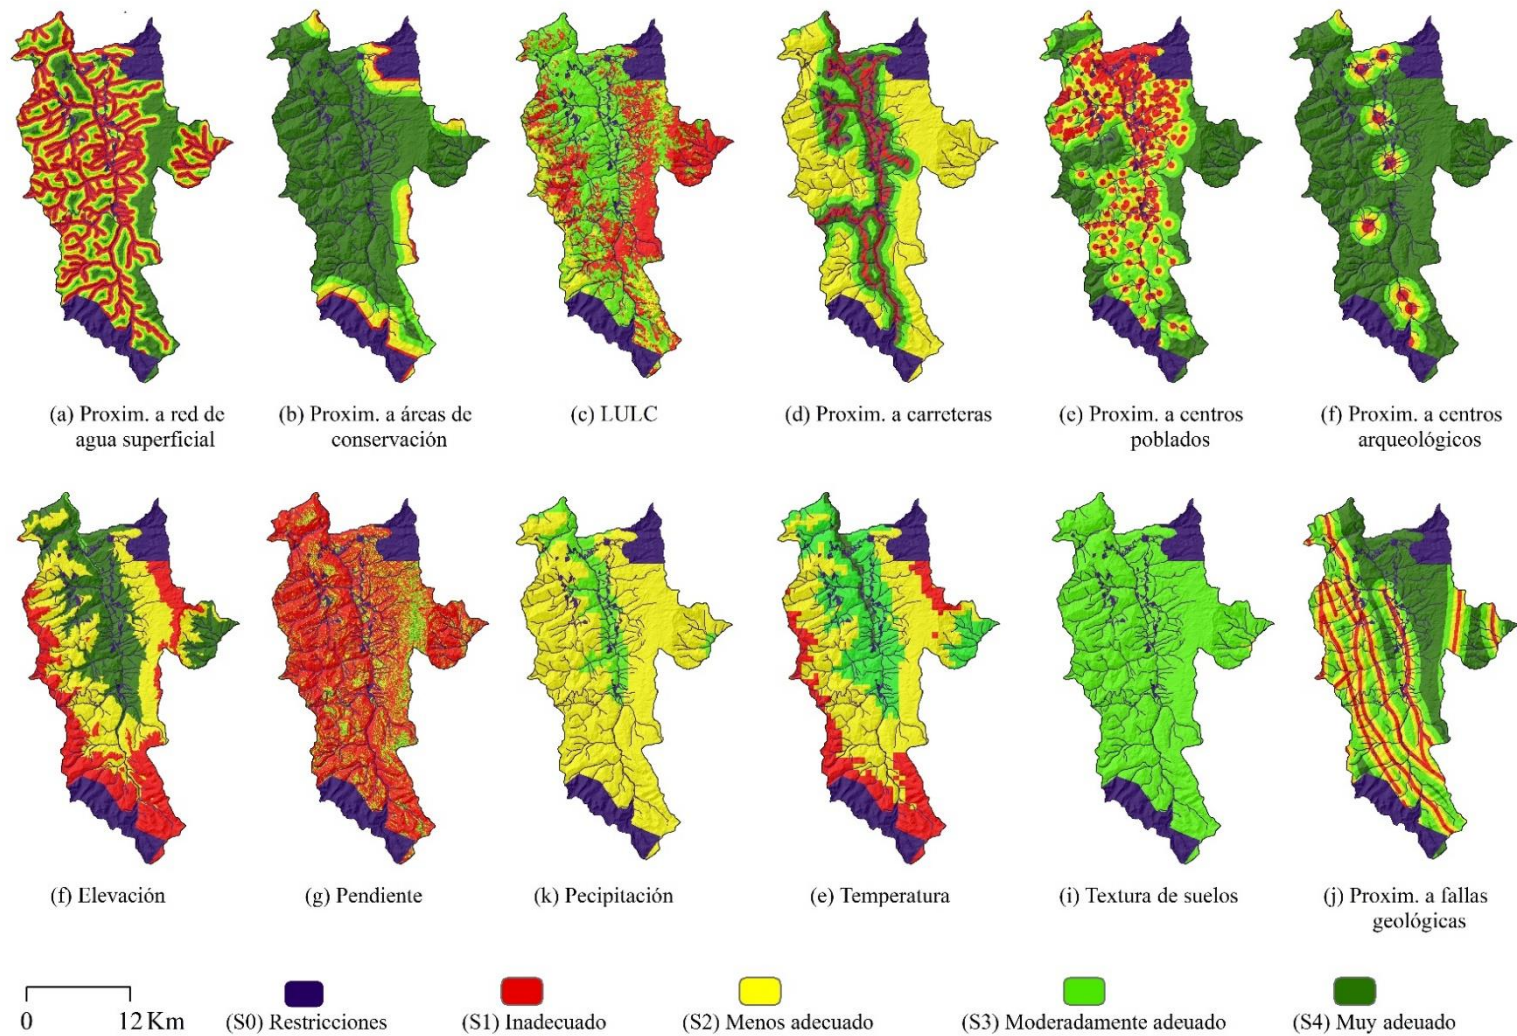 (a) Proxim. a red de
agua superficial
(b) Proxim. a áreas de
conservación
(c) LULC
(d) Proxim. a carreteras
(e) Proxim. a centros
poblados
(f) Proxim. a centros
arqueológicos
(f) Elevación
(g) Pendiente
(k) Pecipitación
(e) Temperatura
(i) Textura de suelos
(j) Proxim. a fallas
geológicas
0 12 Km
(S0) Restricciones
(S1) Inadecuado
(S2) Menos adecuado
(S3) Moderadamente adeuado
(S4) Muy adeuado